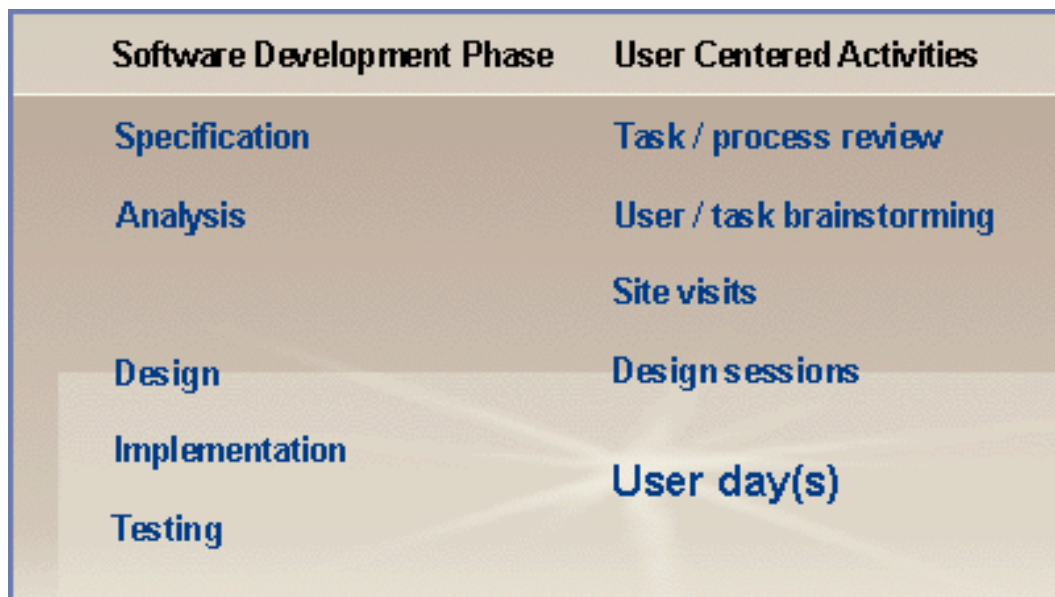 Software Development Phase User Centered Activities
Specification Task / process review
Analysis User / task brainstorming
Site visits
Design Design sessions
Implementation
User day(s)
Testing